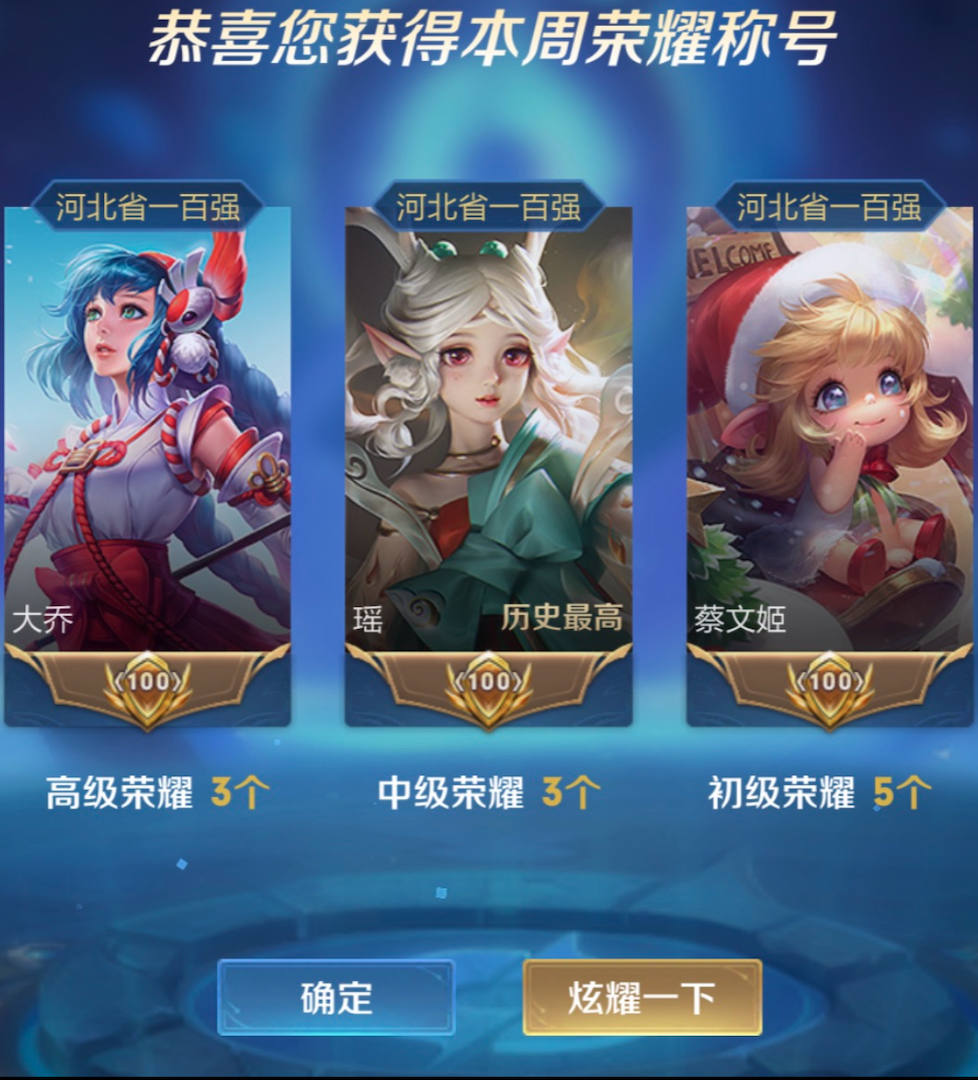 恭喜您获得本周荣耀称号
河北省一百强
河北省一百强
河北省一百强
WELCOME
大乔
瑶
历史最高
蔡文姬
100
100
100
高级荣耀 3个
中级荣耀 3个
初级荣耀 5个
确定
炫耀一下